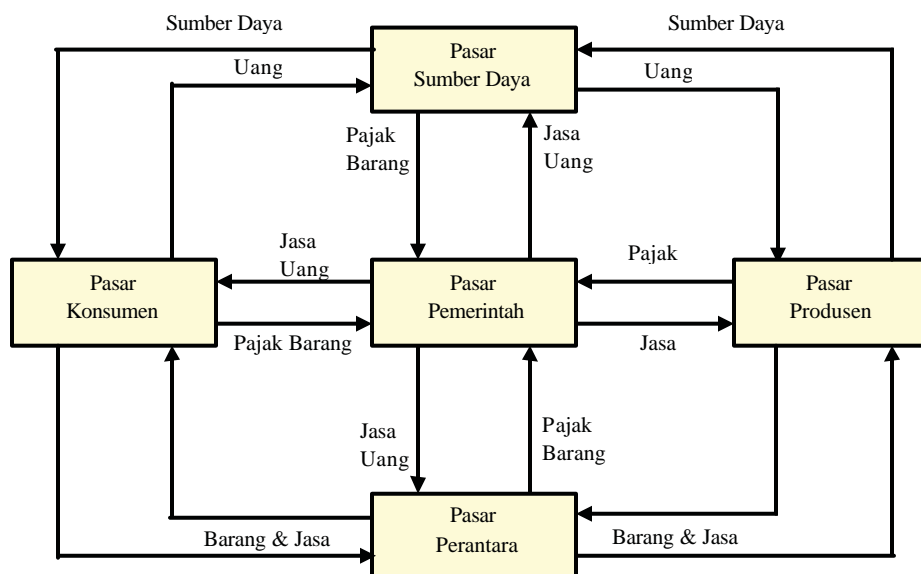 Sumber Daya
Sumber Daya
Pasar
Sumber Daya
Uang
Uang
Pajak
Barang
Jasa
Uang
Jasa
Uang
Pajak
Pasar
Konsumen
Pasar
Pemerintah
Pasar
Produsen
Pajak Barang
Jasa
Jasa
Uang
Pajak
Barang
Pasar
Perantara
Barang & Jasa
Barang & Jasa